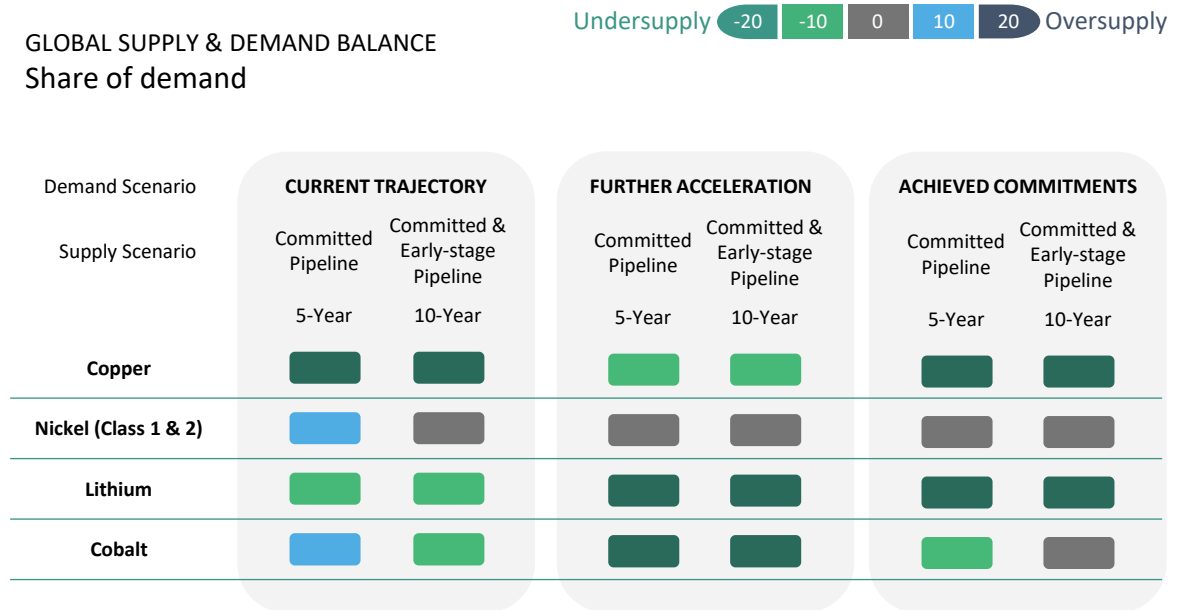 Undersupply -20 -10 0 10 20 Oversupply
GLOBAL SUPPLY & DEMAND BALANCE
Share of demand
Demand Scenario CURRENT TRAJECTORY FURTHER ACCELERATION ACHIEVED COMMITMENTS
Supply Scenario
Committed
Pipeline
Committed &
Early-stage
Pipeline
Committed
Pipeline
Committed &
Early-stage
Pipeline
Committed
Pipeline
Committed &
Early-stage
Pipeline
5-Year 10-Year 5-Year 10-Year 5-Year 10-Year
Copper
Nickel (Class 1 & 2)
Lithium
Cobalt